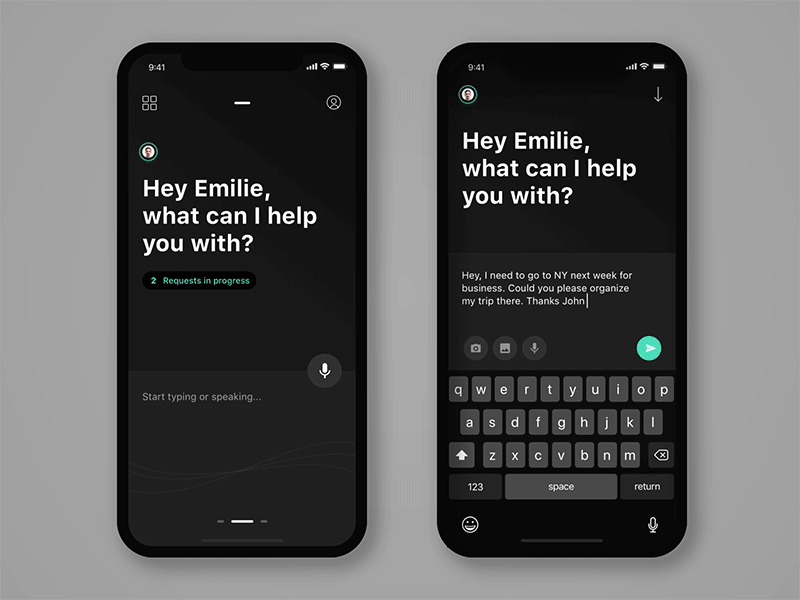 9:41
Hey Emilie,
what can I help
you with?
2 Requests in progress
Start typing or speaking...
9:41
Hey Emilie,
what can I help
you with?
Hey, I need to go to NY next week for
business. Could you please organize
my trip there. Thanks John
q w e r t y u i o p
a s d f g h j k l
z x c v b n m
123 space return